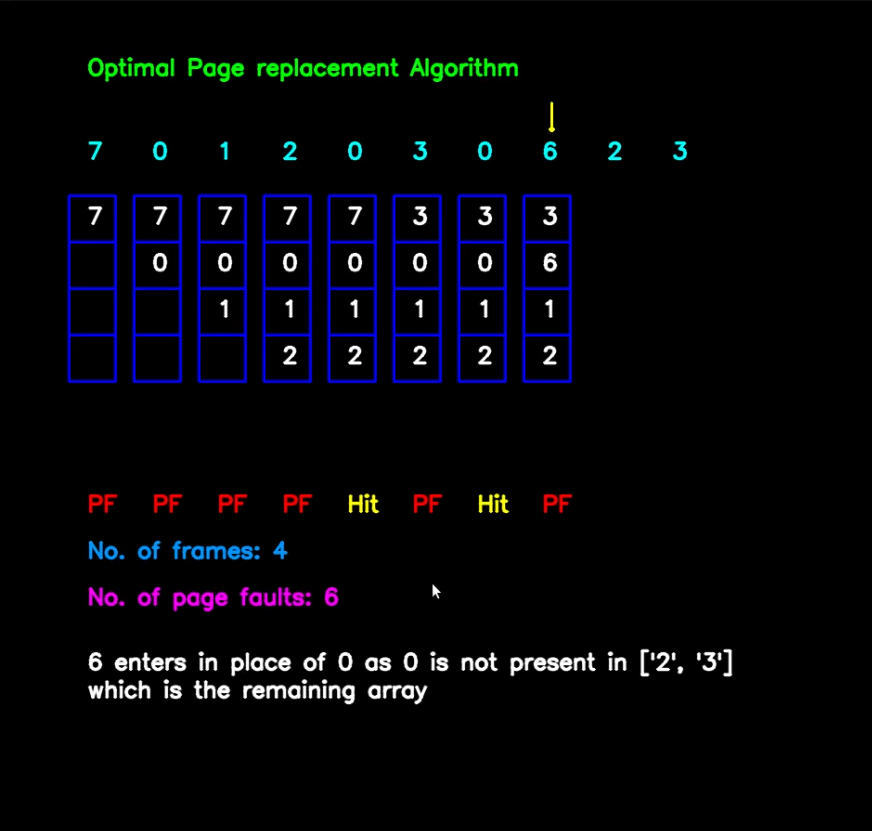 Optimal Page replacement Algorithm
7 0 1 2 0 3 0 6 2 3
7 7 7 7 7 3 3 3
0 0 0 0 0 0 6
1 1 1 1 1 1
2 2 2 2 2
PF PF PF PF Hit PF Hit PF
No. of frames: 4
No. of page faults: 6
6 enters in place of 0 as 0 is not present in ['2', '3']
which is the remaining array